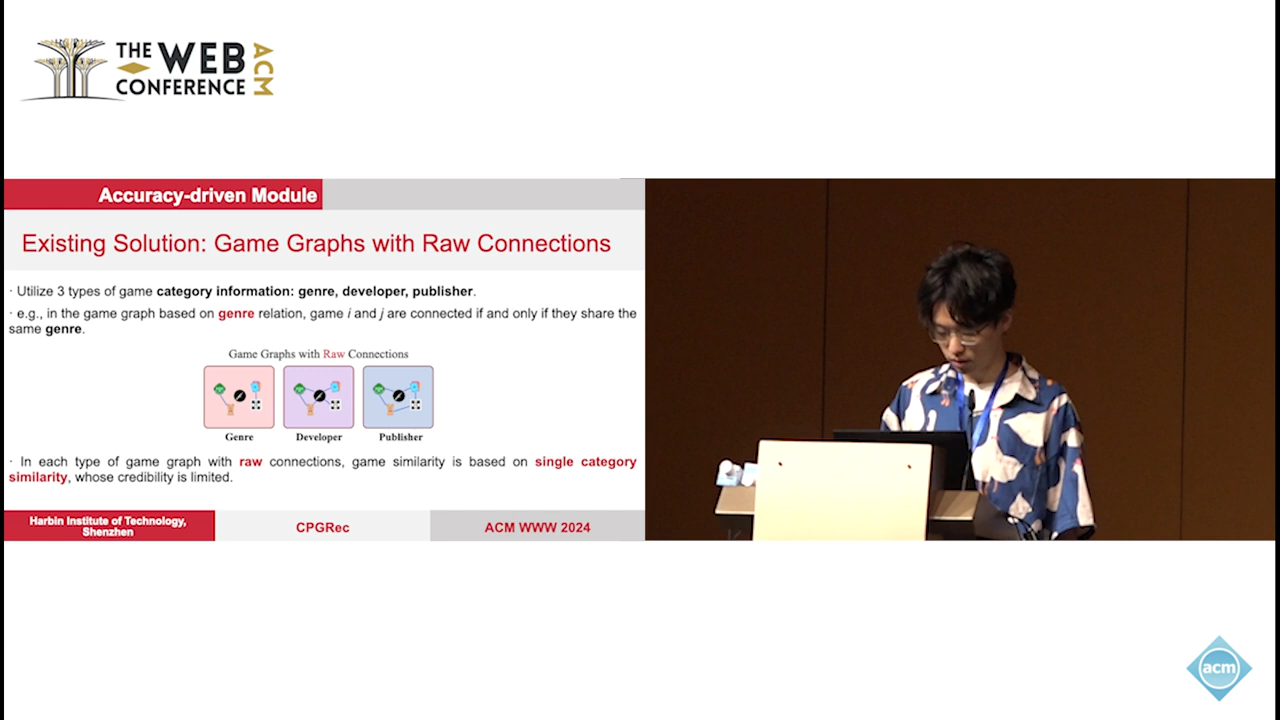 THE WEB
CONFERENCE
ACM
Accuracy-driven Module
Existing Solution: Game Graphs with Raw Connections
· Utilize 3 types of game category information: genre, developer, publisher.
· e.g., in the game graph based on genre relation, game i and j are connected if and only if they share the
same genre.
Game Graphs with Raw Connections
Genre Developer Publisher
· In each type of game graph with raw connections, game similarity is based on single category
similarity, whose credibility is limited.
Harbin Institute of Technology,
Shenzhen
CPGRec
ACM WWW 2024
acm